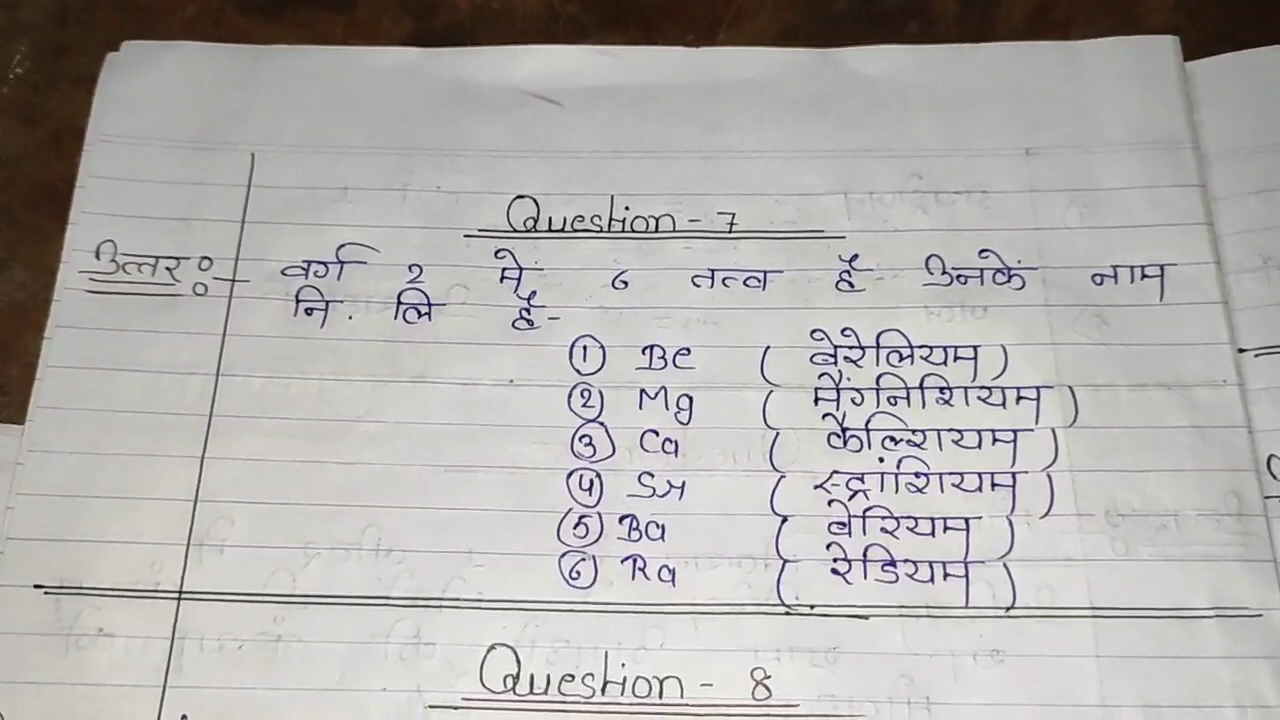 Question - 7
उत्तर :- वर्ग 2 में 6 तत्व है उनकें नाम
नि. लि है-
① Be ( वेरेलियम )
② Mg ( मैंगनिशियम )
③ Ca ( कैल्शियम )
④ Sr ( स्ट्रांशियम )
⑤ Ba ( वेरियम )
⑥ Ra ( रेडियम )
Question - 8